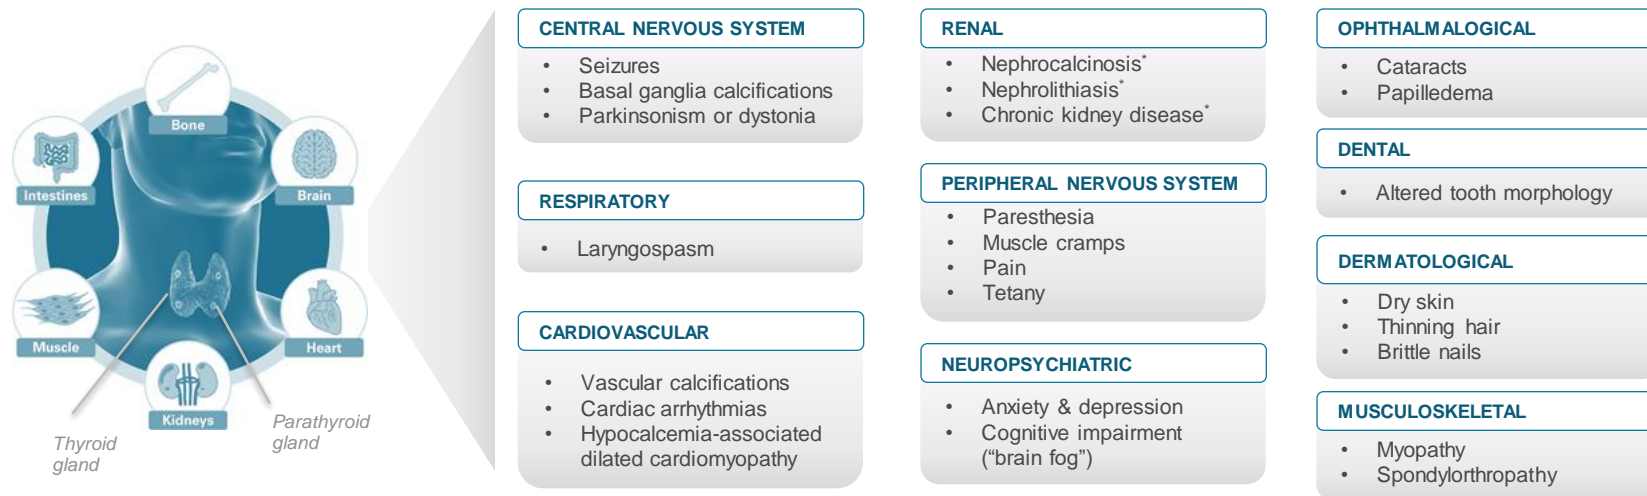 Bone
Intestines
Brain
Muscle
Heart
Kidneys
Thyroid
gland
Parathyroid
gland
CENTRAL NERVOUS SYSTEM
• Seizures
• Basal ganglia calcifications
• Parkinsonism or dystonia
RESPIRATORY
• Laryngospasm
CARDIOVASCULAR
• Vascular calcifications
• Cardiac arrhythmias
• Hypocalcemia-associated
dilated cardiomyopathy
RENAL
• Nephrocalcinosis*
• Nephrolithiasis*
• Chronic kidney disease*
PERIPHERAL NERVOUS SYSTEM
• Paresthesia
• Muscle cramps
• Pain
• Tetany
NEUROPSYCHIATRIC
• Anxiety & depression
• Cognitive impairment
(“brain fog”)
OPHTHALMALOGICAL
• Cataracts
• Papilledema
DENTAL
• Altered tooth morphology
DERMATOLOGICAL
• Dry skin
• Thinning hair
• Brittle nails
MUSCULOSKELETAL
• Myopathy
• Spondylorthropathy